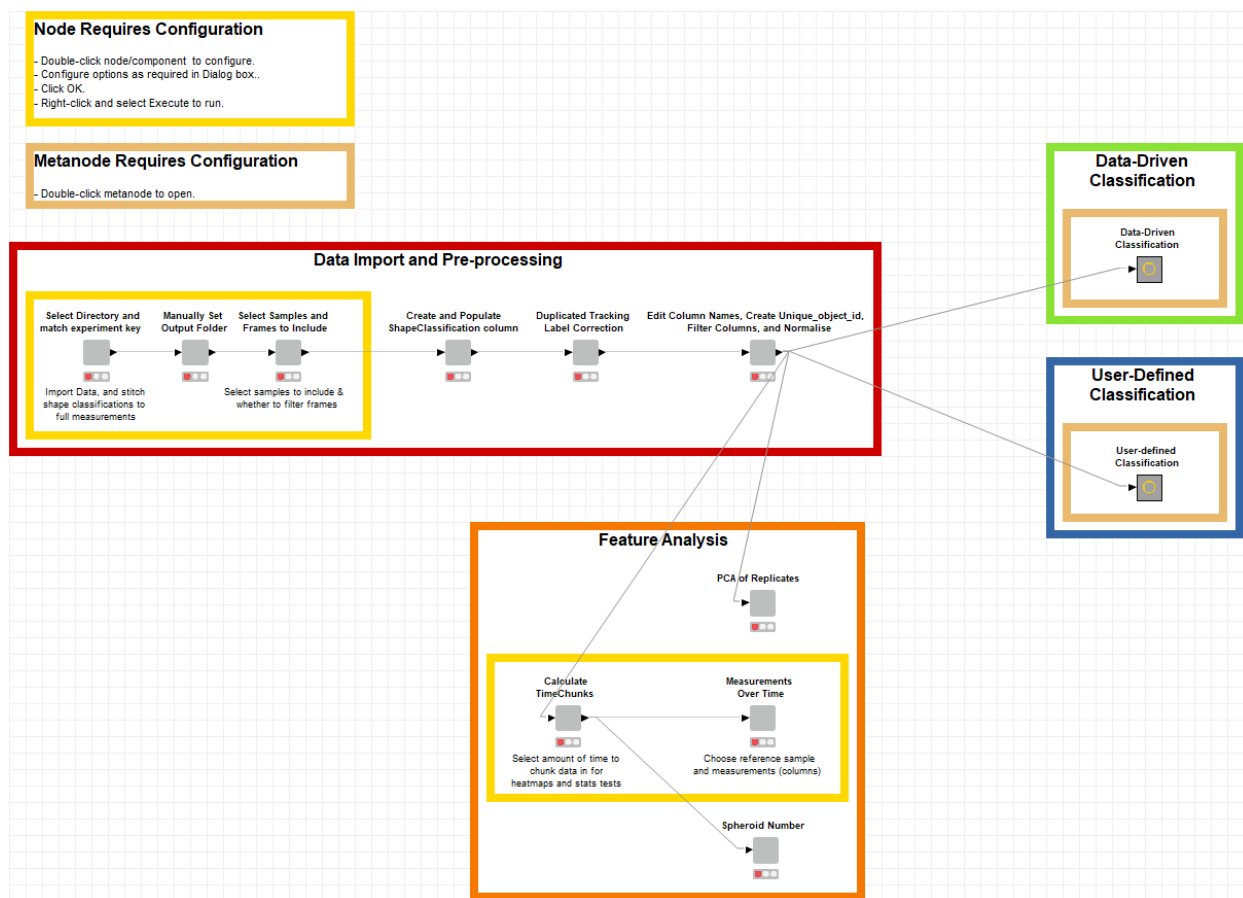 Node Requires Configuration
- Double-click node/component to configure.
- Configure options as required in Dialog box..
- Click OK.
- Right-click and select Execute to run.
Metanode Requires Configuration
- Double-click metanode to open.
Data Import and Pre-processing
Select Directory and
match experiment key
Import Data, and stitch
shape classifications to
full measurements
Manually Set
Output Folder
Select Samples and
Frames to Include
Select samples to include &
whether to filter frames
Create and Populate
ShapeClassification column
Duplicated Tracking
Label Correction
Edit Column Names, Create Unique_object_id,
Filter Columns, and Normalise
Data-Driven
Classification
Data-Driven
Classification
User-Defined
Classification
User-defined
Classification
Feature Analysis
PCA of Replicates
Calculate
TimeChunks
Select amount of time to
chunk data in for
heatmaps and stats tests
Measurements
Over Time
Choose reference sample
and measurements (columns)
Spheroid Number